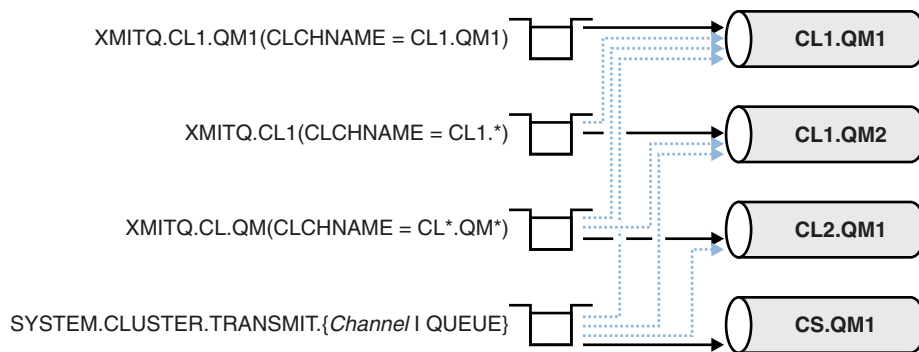 XMITQ.CL1.QM1(CLCHNAME = CL1.QM1)
CL1.QM1
XMITQ.CL1(CLCHNAME = CL1.*)
CL1.QM2
XMITQ.CL.QM(CLCHNAME = CL*.QM*)
CL2.QM1
SYSTEM.CLUSTER.TRANSMIT.{Channel I QUEUE}
CS.QM1